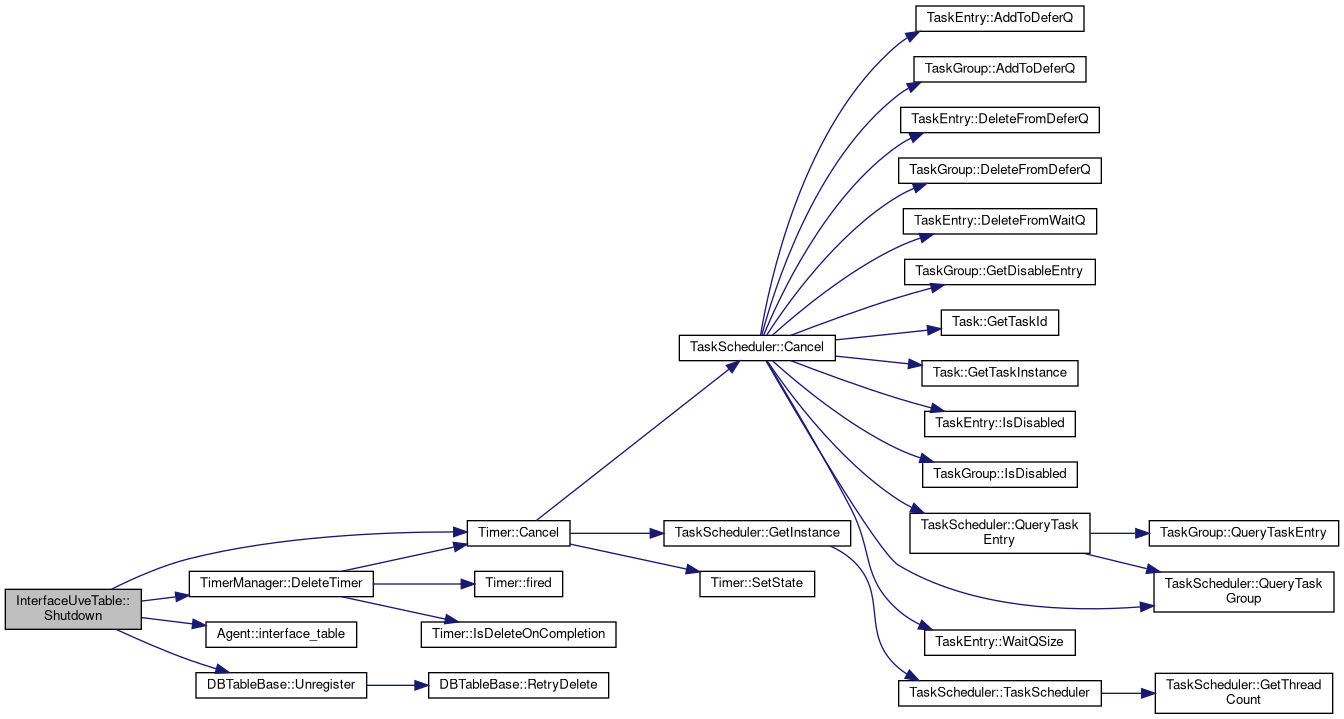 TaskEntry::AddToDeferQ
TaskGroup::AddToDeferQ
TaskEntry::DeleteFromDeferQ
TaskGroup::DeleteFromDeferQ
TaskEntry::DeleteFromWaitQ
TaskGroup::GetDisableEntry
Task::GetTaskId
TaskScheduler::Cancel
Task::GetTaskInstance
TaskEntry::IsDisabled
TaskGroup::IsDisabled
TaskScheduler::QueryTask
Entry
TaskGroup::QueryTaskEntry
Timer::Cancel
TaskScheduler::GetInstance
TimerManager::DeleteTimer
Timer::fired
Timer::SetState
TaskScheduler::QueryTask
Group
InterfaceUveTable::
Shutdown
Agent::interface_table
Timer::IsDeleteOnCompletion
TaskEntry::WaitQSize
DBTableBase::Unregister
DBTableBase::RetryDelete
TaskScheduler::TaskScheduler
TaskScheduler::GetThread
Count